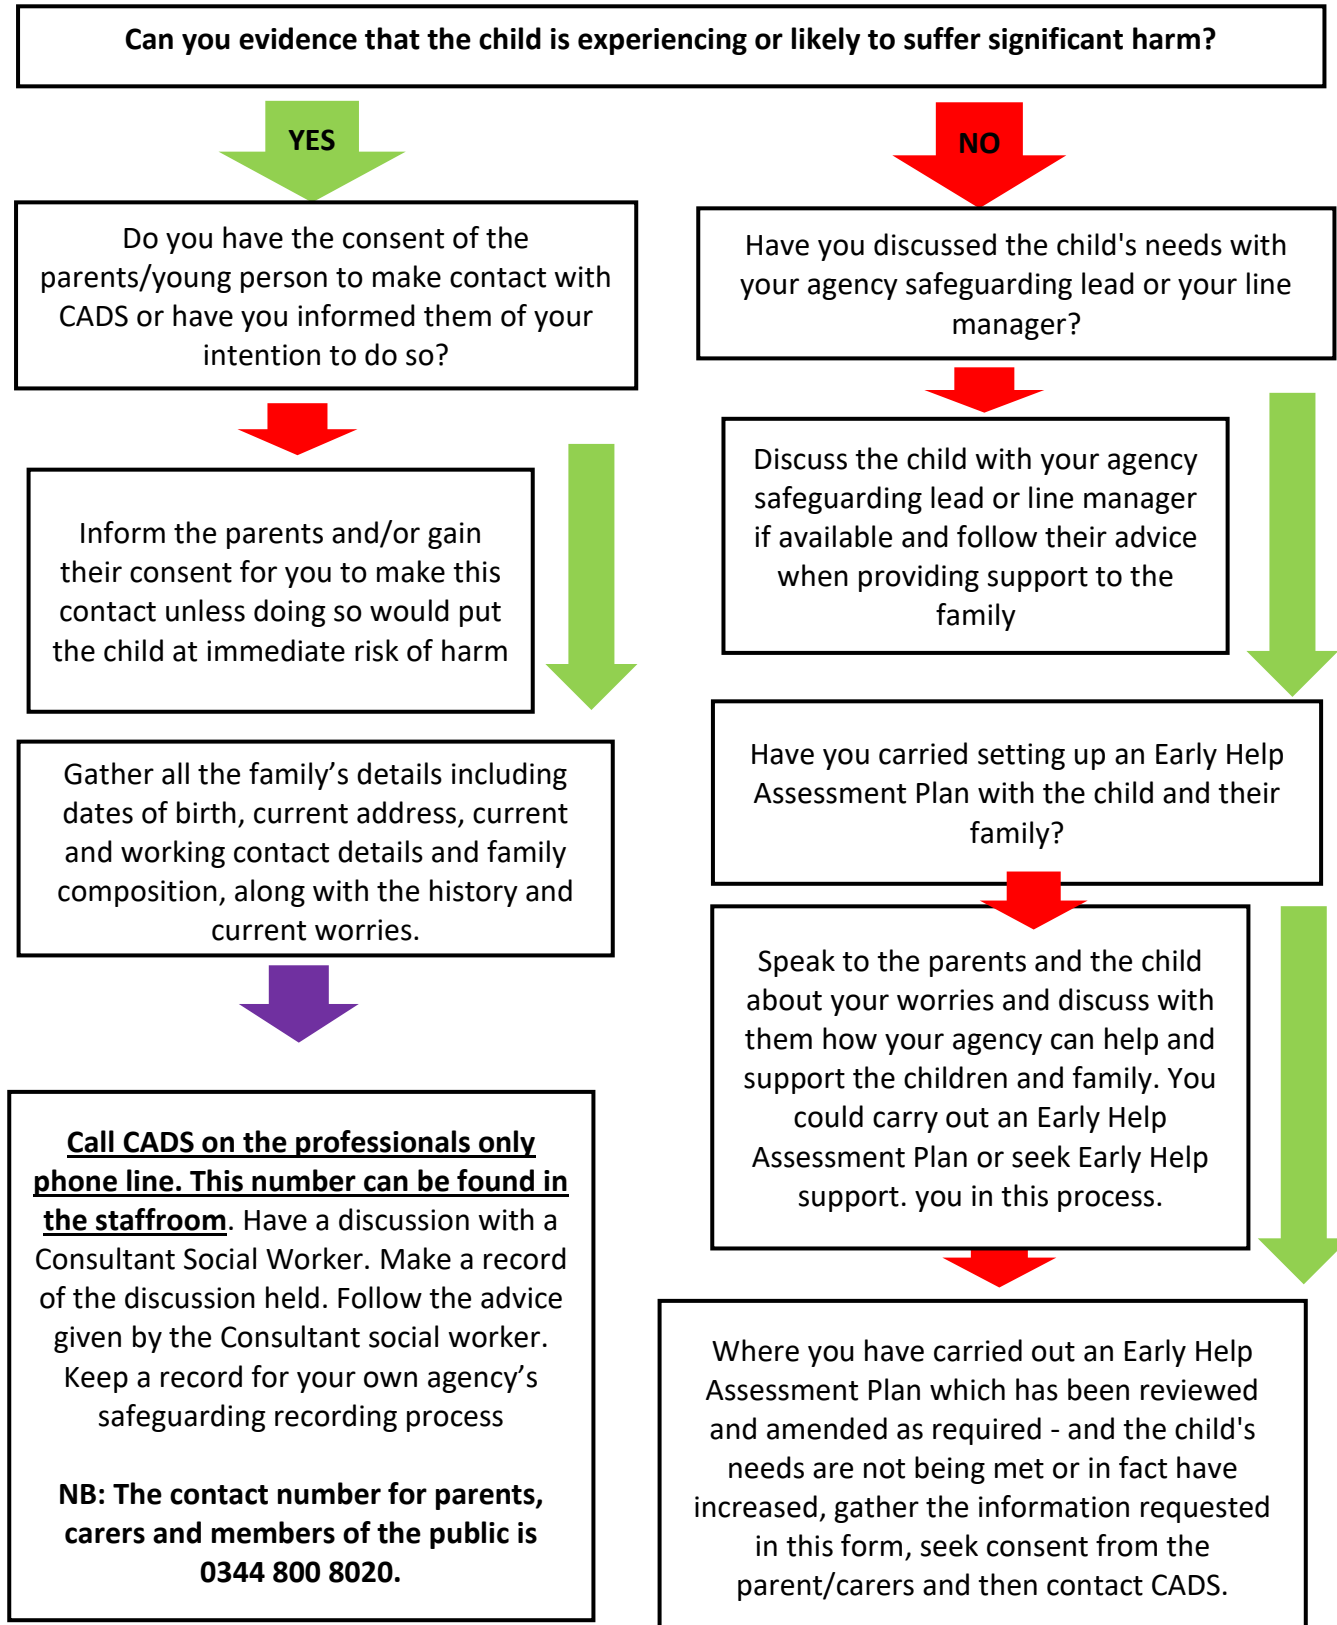 Can you evidence that the child is experiencing or likely to suffer significant harm?
YES
NO
Do you have the consent of the
parents/young person to make contact with
CADS or have you informed them of your
intention to do so?
Have you discussed the child's needs with
your agency safeguarding lead or your line
manager?
Inform the parents and/or gain
their consent for you to make this
contact unless doing so would put
the child at immediate risk of harm
Discuss the child with your agency
safeguarding lead or line manager
if available and follow their advice
when providing support to the
family
Gather all the family’s details including
dates of birth, current address, current
and working contact details and family
composition, along with the history and
current worries.
Have you carried setting up an Early Help
Assessment Plan with the child and their
family?
Speak to the parents and the child
about your worries and discuss with
them how your agency can help and
support the children and family. You
could carry out an Early Help
Assessment Plan or seek Early Help
support. you in this process.
Call CADS on the professionals only
phone line. This number can be found in
the staffroom. Have a discussion with a
Consultant Social Worker. Make a record
of the discussion held. Follow the advice
given by the Consultant social worker.
Keep a record for your own agency’s
safeguarding recording process
NB: The contact number for parents,
carers and members of the public is
0344 800 8020.
Where you have carried out an Early Help
Assessment Plan which has been reviewed
and amended as required - and the child's
needs are not being met or in fact have
increased, gather the information requested
in this form, seek consent from the
parent/carers and then contact CADS.